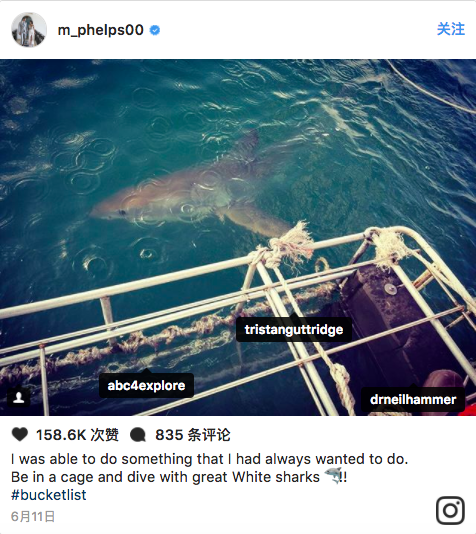 m_phelps00
关注
tristanguttridge
abc4explore
drneilhammer
158.6K 次赞 835 条评论
I was able to do something that I had always wanted to do.
Be in a cage and dive with great White sharks 🦈!!
#bucketlist
6月11日